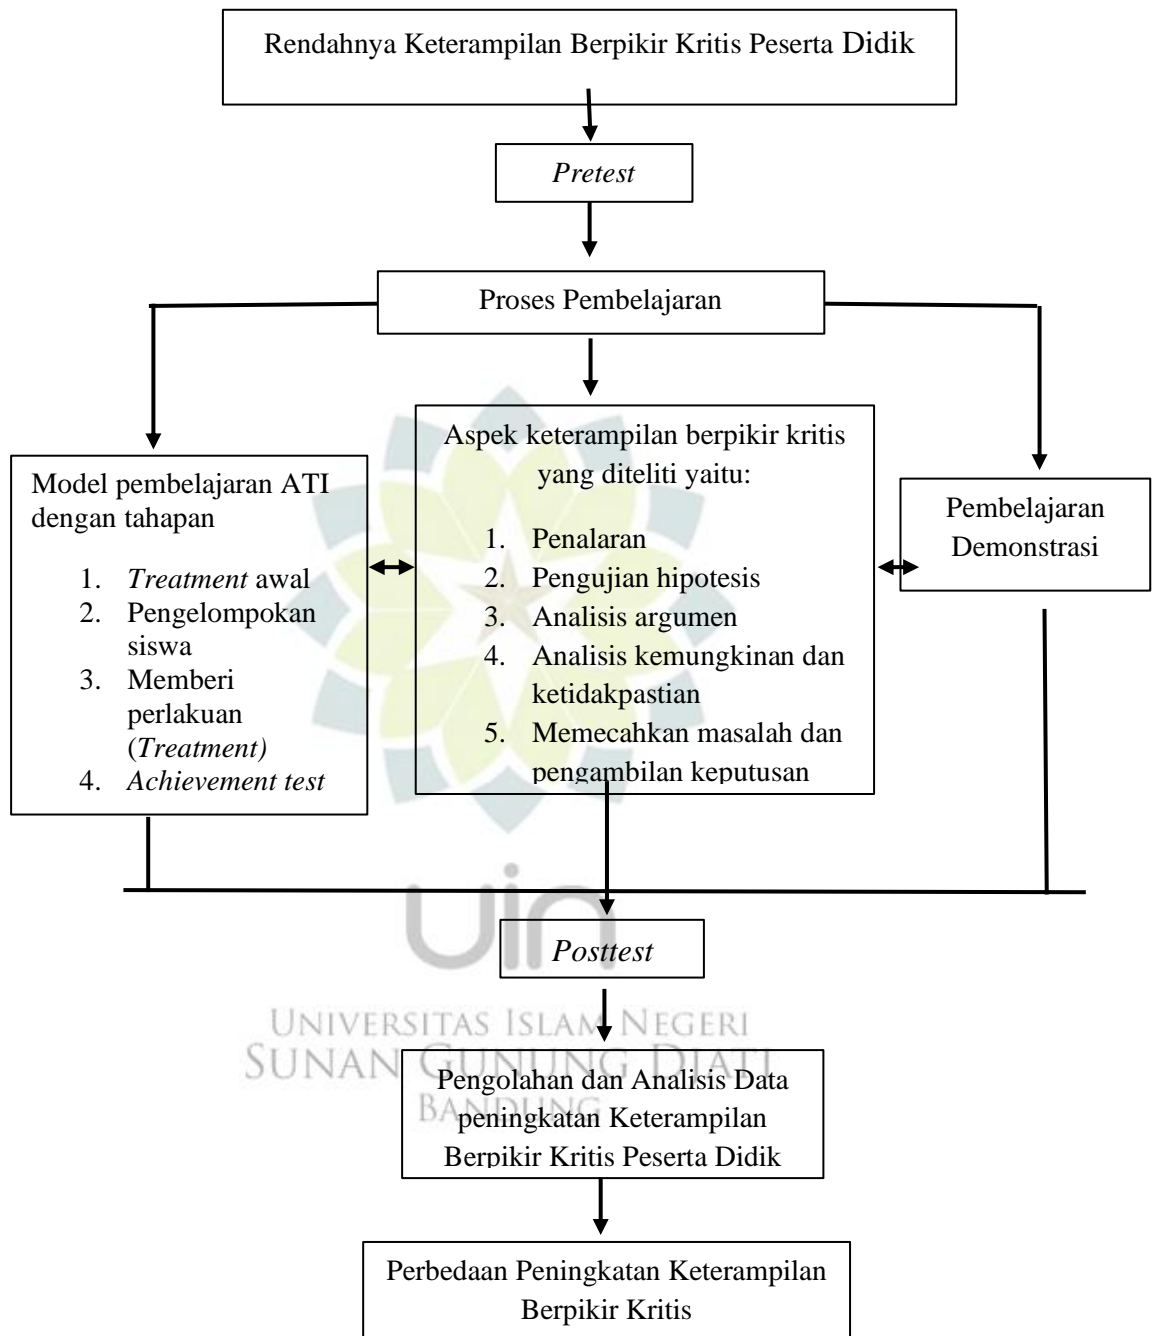 Rendahnya Keterampilan Berpikir Kritis Peserta Didik
Pretest
Proses Pembelajaran
Model pembelajaran ATI
dengan tahapan
1. Treatment awal
2. Pengelompokan
siswa
3. Memberi
perlakuan
(Treatment)
4. Achievement test
Aspek keterampilan berpikir kritis
yang diteliti yaitu:
1. Penalaran
2. Pengujian hipotesis
3. Analisis argumen
4. Analisis kemungkinan dan
ketidakpastian
5. Memecahkan masalah dan
pengambilan keputusan
Pembelajaran
Demonstrasi
uin
Posttest
UNIVERSITAS ISLAM NEGERI
SUNAN GUNUNG DJATI
BANDUNG
Pengolahan dan Analisis Data
peningkatan Keterampilan
Berpikir Kritis Peserta Didik
Perbedaan Peningkatan Keterampilan
Berpikir Kritis